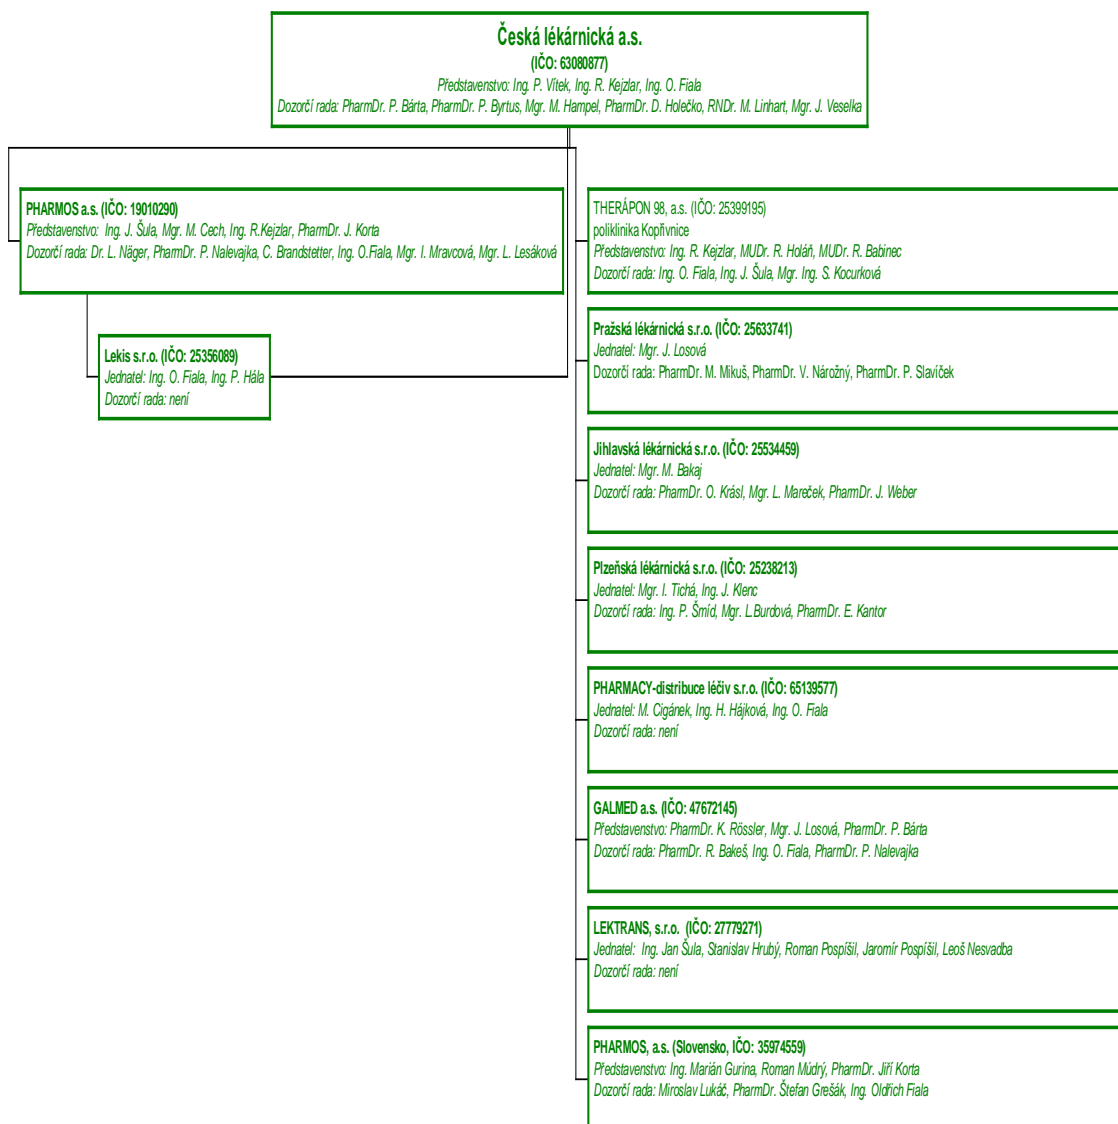 Česká lékárnická a.s.
(IČO: 63080877)
Představenstvo: Ing. P. Vítek, Ing. R. Kejzlar, Ing. O. Fiala
Dozorčí rada: PharmDr. P. Bárta, PharmDr. P. Byrtus, Mgr. M. Hampel, PharmDr. D. Holečko, RNDr. M. Linhart, Mgr. J. Veselka
PHARMOS a.s. (IČO: 19010290)
Představenstvo:  Ing. J. Šula, Mgr. M. Cech, Ing. R.Kejzlar, PharmDr. J. Korta
Dozorčí rada: Dr. L. Näger, PharmDr. P. Nalevajka, C. Brandstetter, Ing. O.Fiala, Mgr. I. Mravcová, Mgr. L. Lesáková
Lekis s.r.o. (IČO: 25356089)
Jednatel: Ing. O. Fiala, Ing. P. Hála
Dozorčí rada: není
THERÁPON 98, a.s. (IČO: 25399195)
poliklinika Kopřivnice
Představenstvo: Ing. R. Kejzlar, MUDr. R. Holáň, MUDr. R. Babinec
Dozorčí rada: Ing. O. Fiala, Ing. J. Šula, Mgr. Ing. S. Kocurková
Pražská lékárnická s.r.o. (IČO: 25633741)
Jednatel: Mgr. J. Losová
Dozorčí rada: PharmDr. M. Mikuš, PharmDr. V. Nárožný, PharmDr. P. Slavíček
Jihlavská lékárnická s.r.o. (IČO: 25534459)
Jednatel: Mgr. M. Bakaj
Dozorčí rada: PharmDr. O. Krásl, Mgr. L. Mareček, PharmDr. J. Weber
Plzeňská lékárnická s.r.o. (IČO: 25238213)
Jednatel: Mgr. I. Tichá, Ing. J. Klenc
Dozorčí rada: Ing. P. Šmíd, Mgr. L.Burdová, PharmDr. E. Kantor
PHARMACY-distribuce léčiv s.r.o. (IČO: 65139577)
Jednatel: M. Cigánek, Ing. H. Hájková, Ing. O. Fiala
Dozorčí rada: není
GALMED a.s. (IČO: 47672145)
Představenstvo: PharmDr. K. Rössler, Mgr. J. Losová, PharmDr. P. Bárta
Dozorčí rada: PharmDr. R. Bakeš, Ing. O. Fiala, PharmDr. P. Nalevajka
LEKTRANS, s.r.o.  (IČO: 27779271)
Jednatel:  Ing. Jan Šula, Stanislav Hrubý, Roman Pospíšil, Jaromír Pospíšil, Leoš Nesvadba
Dozorčí rada: není
PHARMOS, a.s. (Slovensko, IČO: 35974559)
Představenstvo: Ing. Marián Gurina, Roman Múdrý, PharmDr. Jiří Korta
Dozorčí rada: Miroslav Lukáč, PharmDr. Štefan Grešák, Ing. Oldřich Fiala